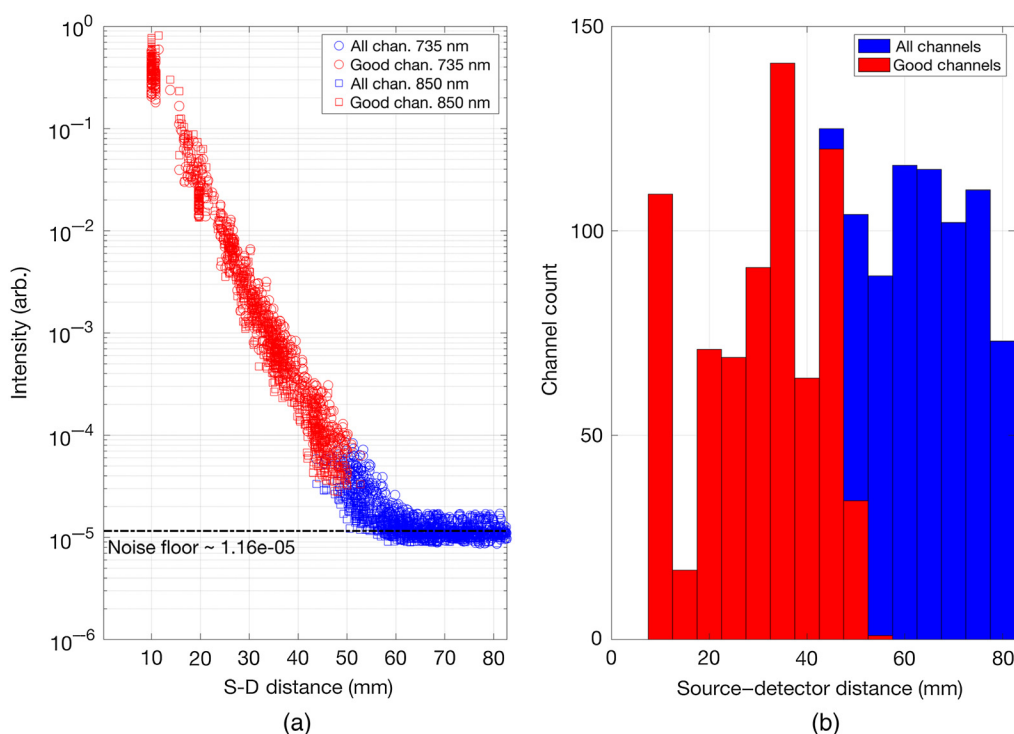 10^0
10^-1
10^-2
10^-3
10^-4
10^-5
10^-6
Intensity (arb.)
All chan. 735 nm
Good chan. 735 nm
All chan. 850 nm
Good chan. 850 nm
Noise floor ~ 1.16e-05
10 20 30 40 50 60 70 80
S-D distance (mm)
(a)
150
100
50
0
Channel count
All channels
Good channels
0 20 40 60 80
Source–detector distance (mm)
(b)